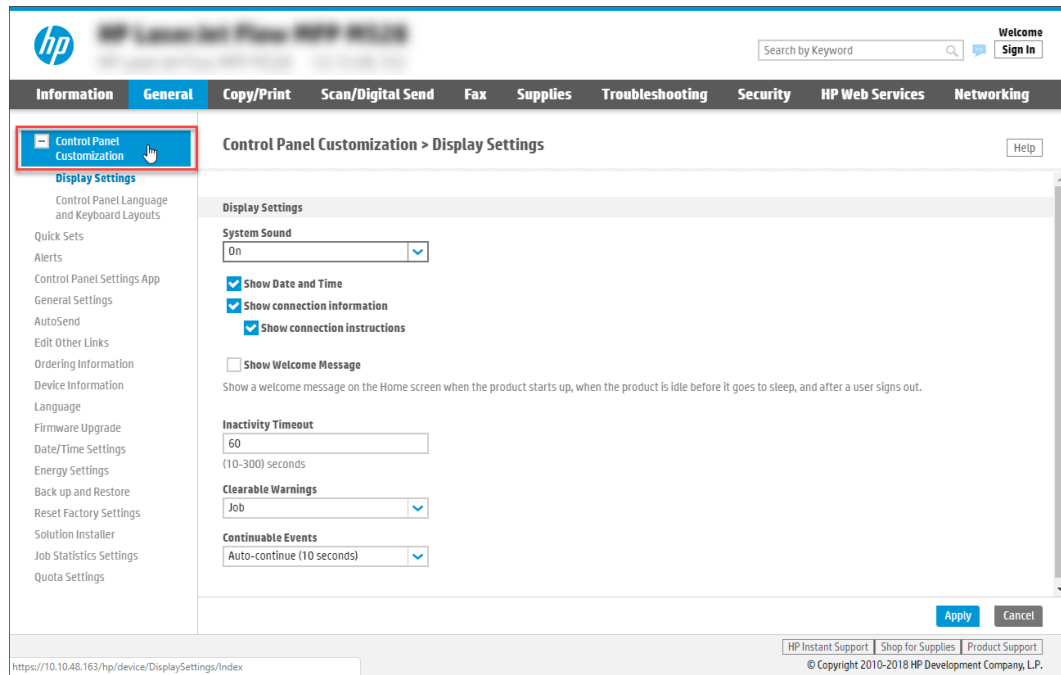 hp
Welcome
Search by Keyword
Sign In
Information General Copy/Print Scan/Digital Send Fax Supplies Troubleshooting Security HP Web Services Networking
Control Panel
Customization
Display Settings
Control Panel Language
and Keyboard Layouts
Quick Sets
Alerts
Control Panel Settings App
General Settings
AutoSend
Edit Other Links
Ordering Information
Device Information
Language
Firmware Upgrade
Date/Time Settings
Energy Settings
Back up and Restore
Reset Factory Settings
Solution Installer
Job Statistics Settings
Quota Settings
Control Panel Customization > Display Settings
Help
Display Settings
System Sound
On
Show Date and Time
Show connection information
Show connection instructions
Show Welcome Message
Show a welcome message on the Home screen when the product starts up, when the product is idle before it goes to sleep, and after a user signs out.
Inactivity Timeout
60
(10-300) seconds
Clearable Warnings
Job
Continuable Events
Auto-continue (10 seconds)
Apply Cancel
HP Instant Support Shop for Supplies Product Support
https://10.10.48.163/hp/device/DisplaySettings/Index
© Copyright 2010-2018 HP Development Company, L.P.